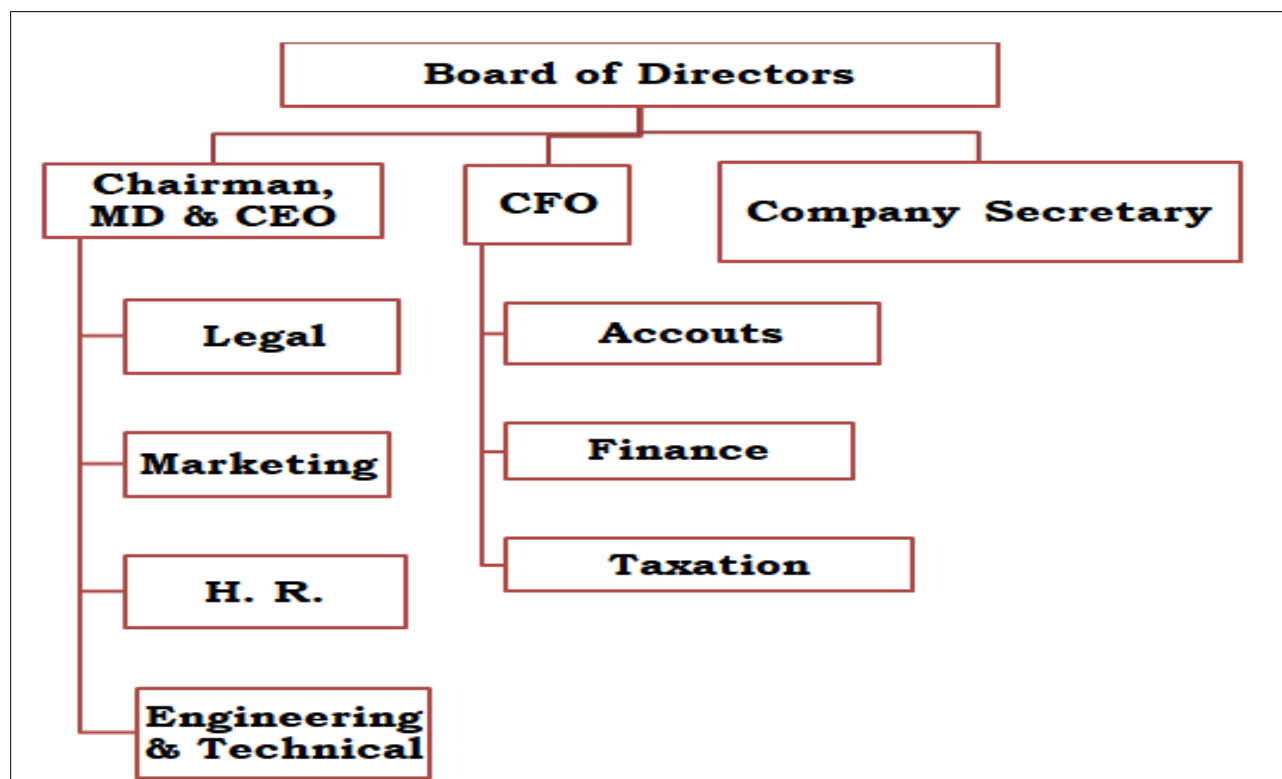 Board of Directors
Chairman,
MD & CEO
CFO
Company Secretary
Legal
Accouts
Marketing
Finance
H. R.
Taxation
Engineering
& Technical